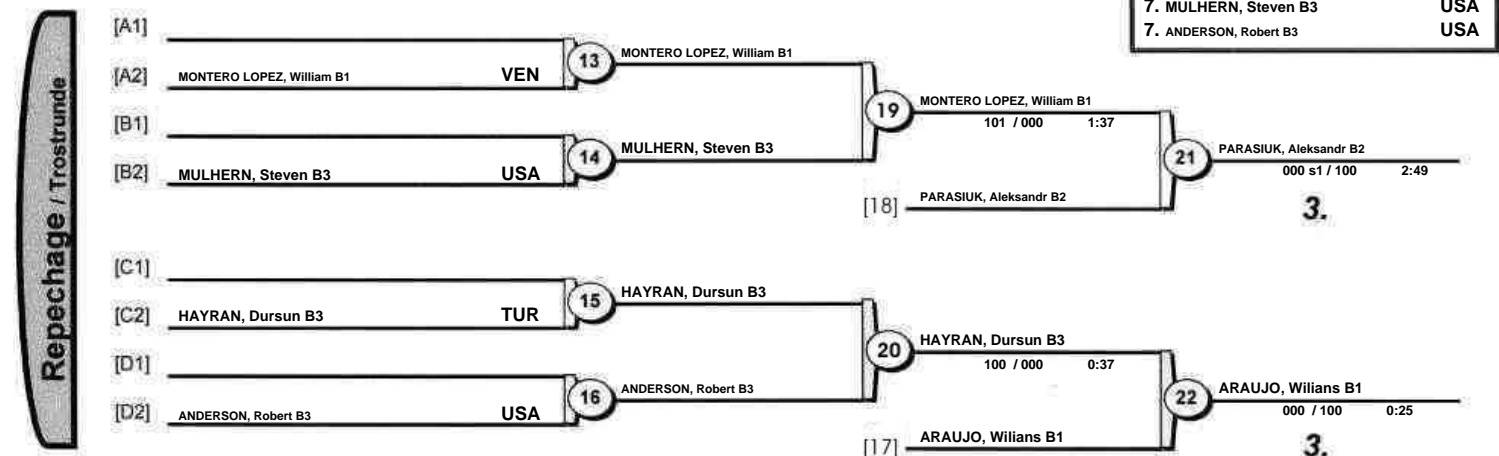 7. MULHERN, Steven B3 USA
7. ANDERSON, Robert B3 USA
Repechage / Trostrunde
[A1]
[A2] MONTERO LOPEZ, William B1 VEN
13 MONTERO LOPEZ, William B1
[B1]
[B2] MULHERN, Steven B3 USA
14 MULHERN, Steven B3
19 MONTERO LOPEZ, William B1
101 / 000 1:37
[18] PARASIUK, Aleksandr B2
21 PARASIUK, Aleksandr B2
000 s1 / 100 2:49
3.
[C1]
[C2] HAYRAN, Dursun B3 TUR
15 HAYRAN, Dursun B3
[D1]
[D2] ANDERSON, Robert B3 USA
16 ANDERSON, Robert B3
20 HAYRAN, Dursun B3
100 / 000 0:37
[17] ARAUJO, Wilians B1
22 ARAUJO, Wilians B1
000 / 100 0:25
3.